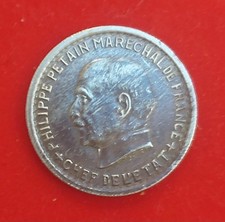 PHILIPPE PETAIN MARECHAL DE FRANCE
CHEF DE L'ETAT